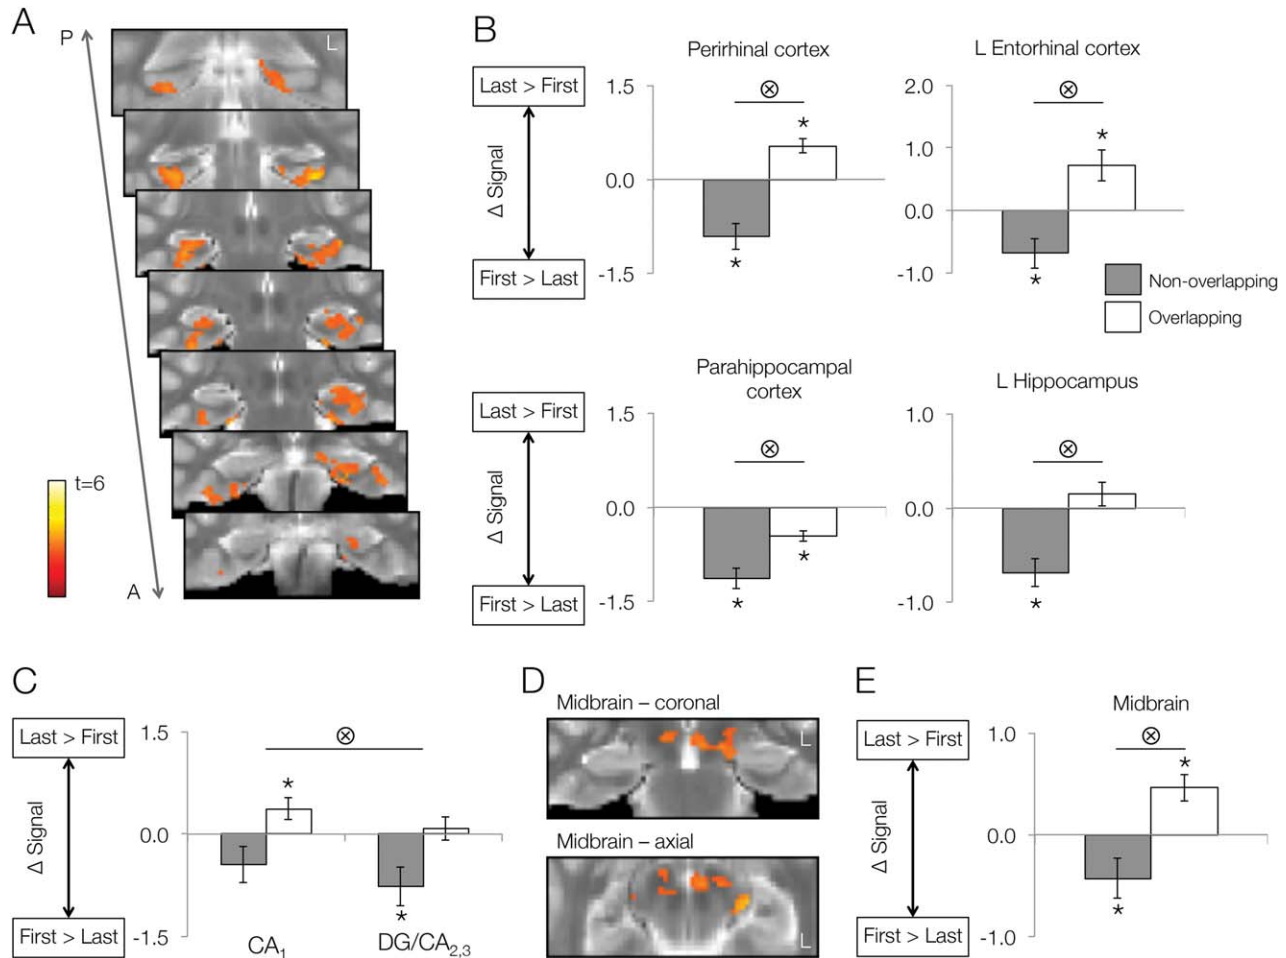 A
P
L
t=6
A
B
Perirhinal cortex
Last > First
1.5
0.0
-1.5
Δ Signal
First > Last
L Entorhinal cortex
2.0
1.0
0.0
-1.0
Non-overlapping
Overlapping
Parahippocampal
cortex
Last > First
1.5
0.0
-1.5
Δ Signal
First > Last
L Hippocampus
1.0
0.0
-1.0
C
Last > First
1.5
0.0
-1.5
Δ Signal
First > Last
CA1
DG/CA2,3
D
Midbrain – coronal
L
Midbrain – axial
L
E
Midbrain
Last > First
1.0
0.0
-1.0
Δ Signal
First > Last